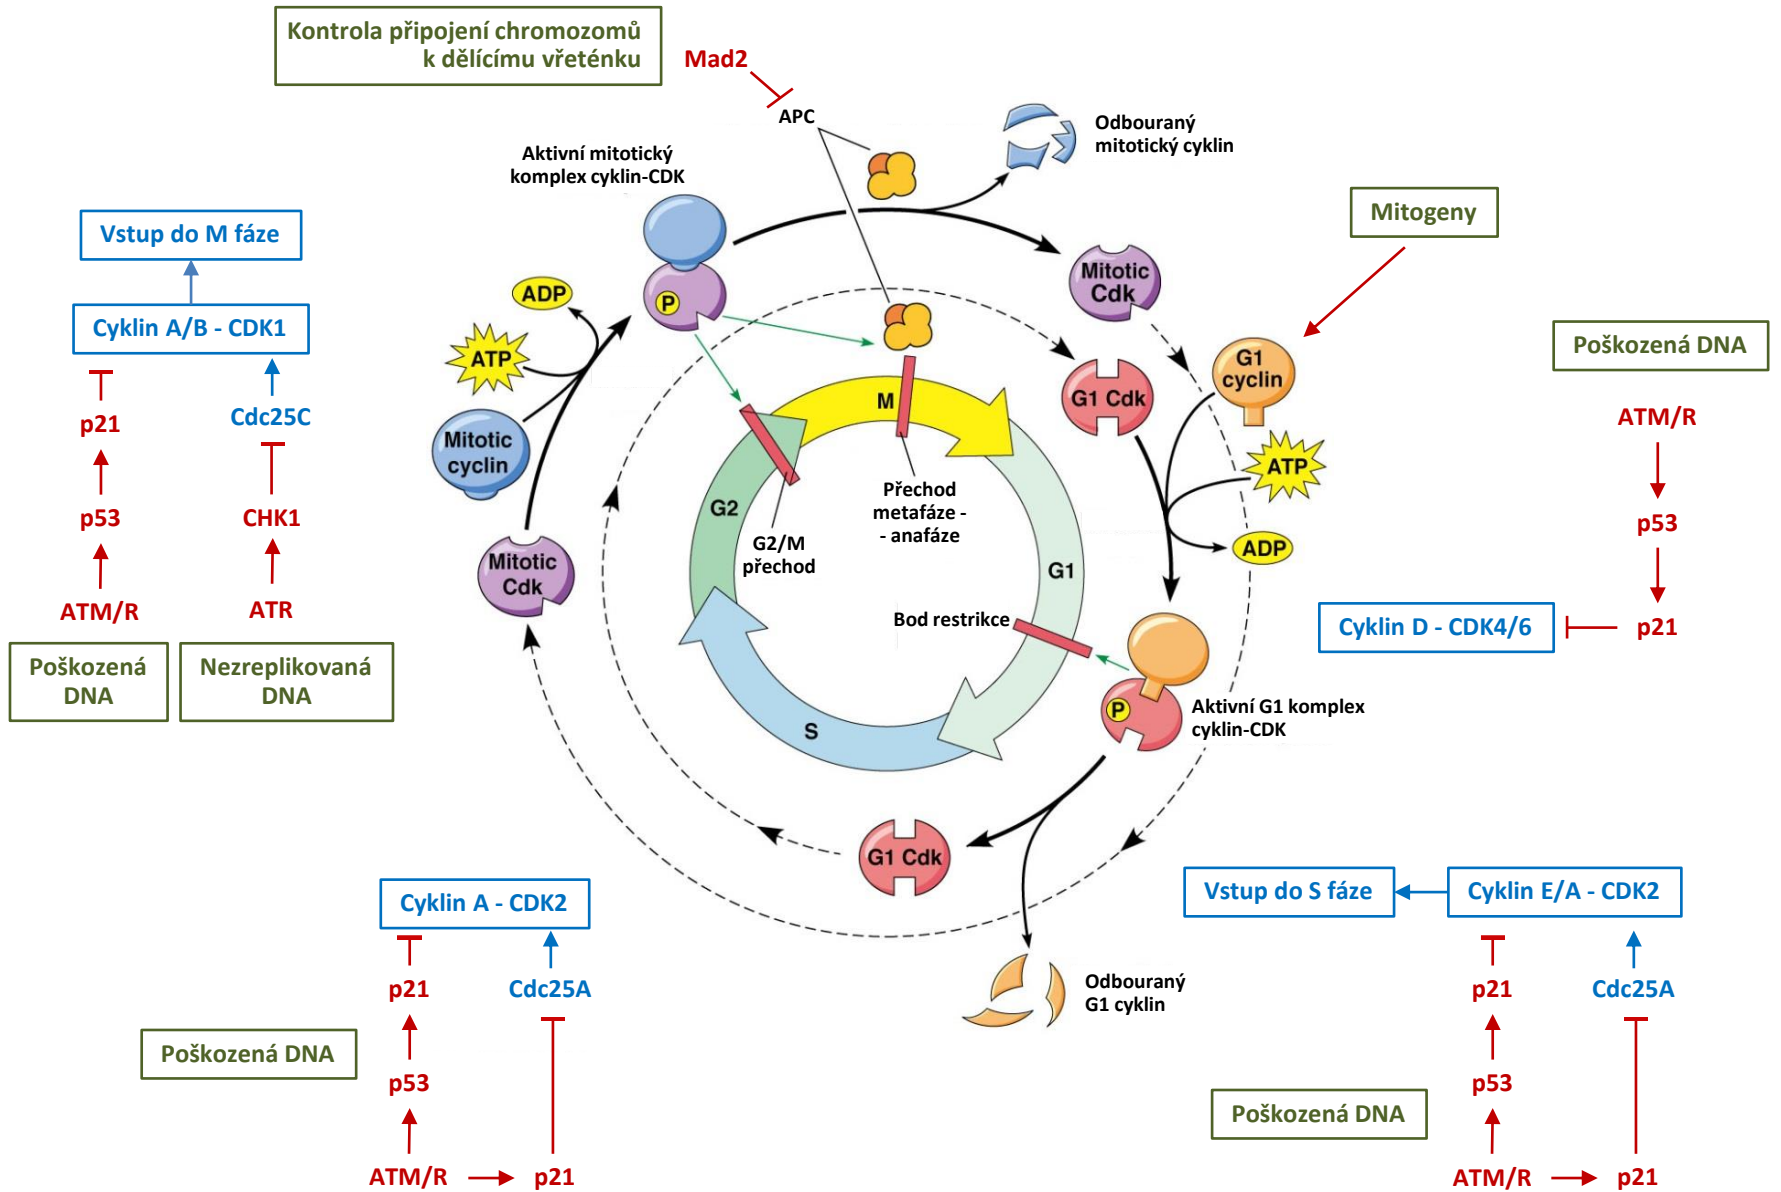 Kontrola připojení chromozomů
k dělícímu vřeténku
Mad2
APC
Odbouraný
mitotický cyklin
Aktivní mitotický
komplex cyklin-CDK
Mitogeny
Vstup do M fáze
Cyklin A/B - CDK1
p21
Cdc25C
p53
CHK1
ATM/R
ATR
Poškozená
DNA
Nezreplikovaná
DNA
ADP
ATP
P
Mitotic
cyclin
Mitotic
Cdk
Mitotic
Cdk
G1 Cdk
G1
cyclin
ATP
ADP
M
G2
G1
S
Přechod
metafáze -
- anafáze
G2/M
přechod
Bod restrikce
P
Aktivní G1 komplex
cyklin-CDK
G1 Cdk
Odbouraný
G1 cyklin
Poškozená DNA
ATM/R
p53
p21
Cyklin D - CDK4/6
Cyklin A - CDK2
p21
Cdc25A
Poškozená DNA
p53
ATM/R
p21
Vstup do S fáze
Cyklin E/A - CDK2
p21
Cdc25A
Poškozená DNA
p53
ATM/R
p21